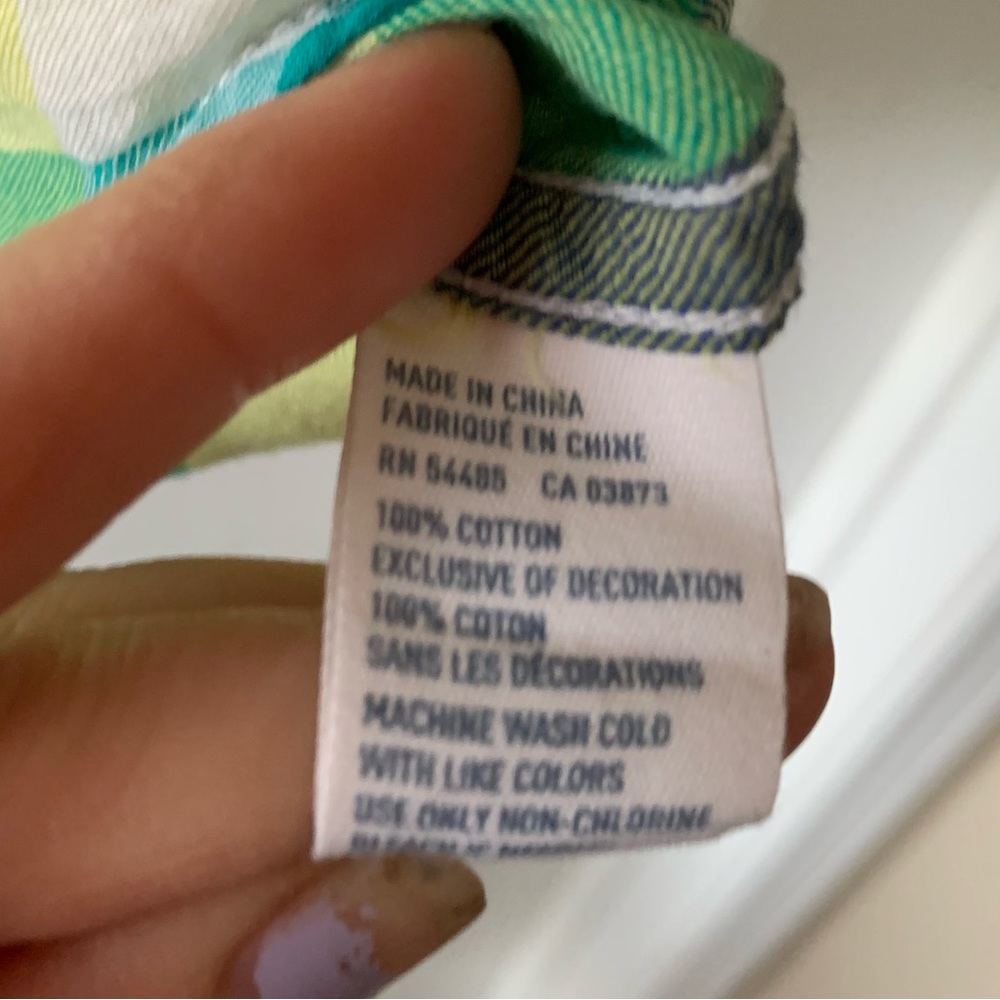 MADE IN CHINA
FABRIQUÉ EN CHINE
RN 54485 CA 03873
100% COTTON
EXCLUSIVE OF DECORATION
100% COTON
SANS LES DÉCORATIONS
MACHINE WASH COLD
WITH LIKE COLORS
USE ONLY NON-CHLORINE